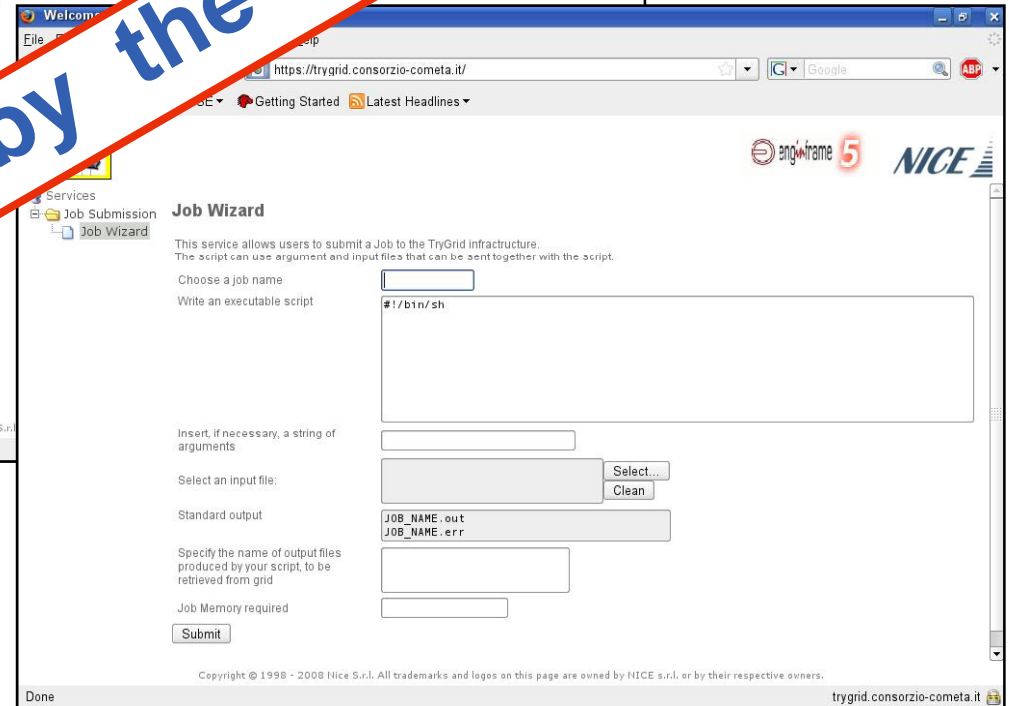 by the
Welcom
File
elp
https://trygrid.consorzio-cometa.it/
Google
ABP
SE
Getting Started
Latest Headlines
enginframe 5
NICE
Services
Job Submission
Job Wizard
Job Wizard
This service allows users to submit a Job to the TryGrid infractructure.
The script can use argument and input files that can be sent together with the script.
Choose a job name
Write an executable script
#!/bin/sh
Insert, if necessary, a string of
arguments
Select an input file:
Select...
Clean
Standard output
JOB_NAME.out
JOB_NAME.err
Specify the name of output files
produced by your script, to be
retrieved from grid
Job Memory required
Submit
S.r.l
Copyright © 1998 - 2008 Nice S.r.l. All trademarks and logos on this page are owned by NICE s.r.l. or by their respective owners.
Done
trygrid.consorzio-cometa.it